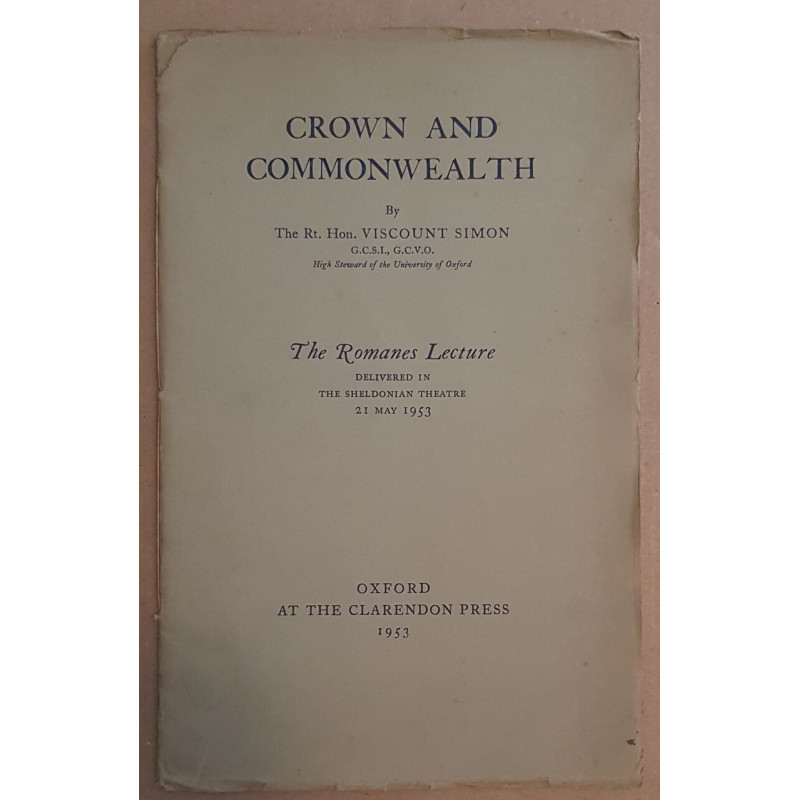 CROWN AND
COMMONWEALTH
By
The Rt. Hon. VISCOUNT SIMON
G.C.S.I., G.C.V.O.
High Steward of the University of Oxford
The Romanes Lecture
DELIVERED IN
THE SHELDONIAN THEATRE
21 MAY 1953
OXFORD
AT THE CLARENDON PRESS
1953